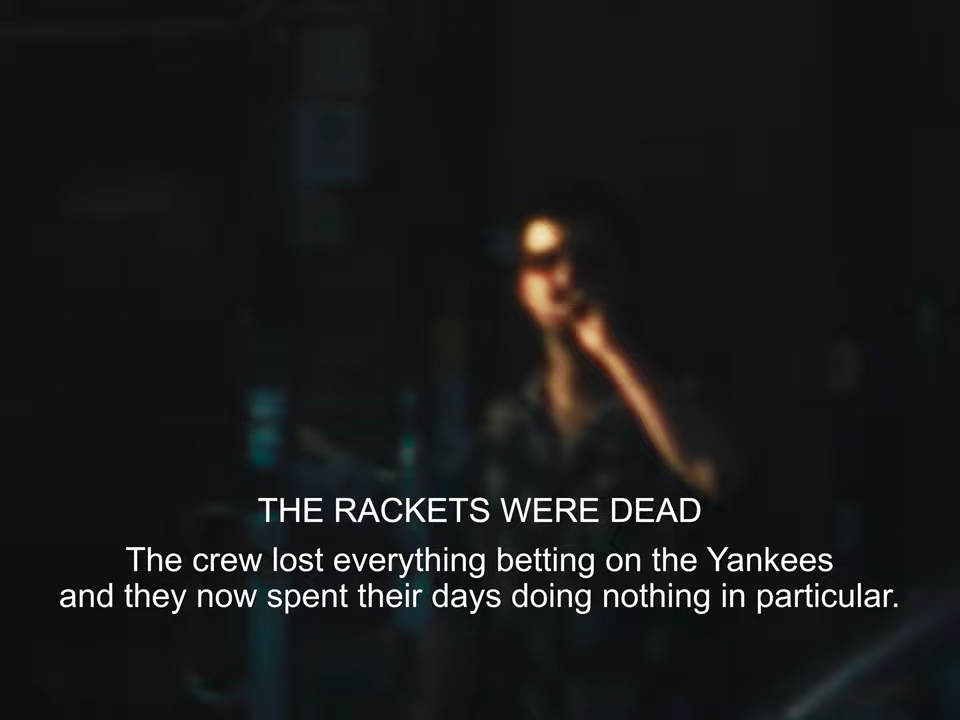 THE RACKETS WERE DEAD
The crew lost everything betting on the Yankees
and they now spent their days doing nothing in particular.